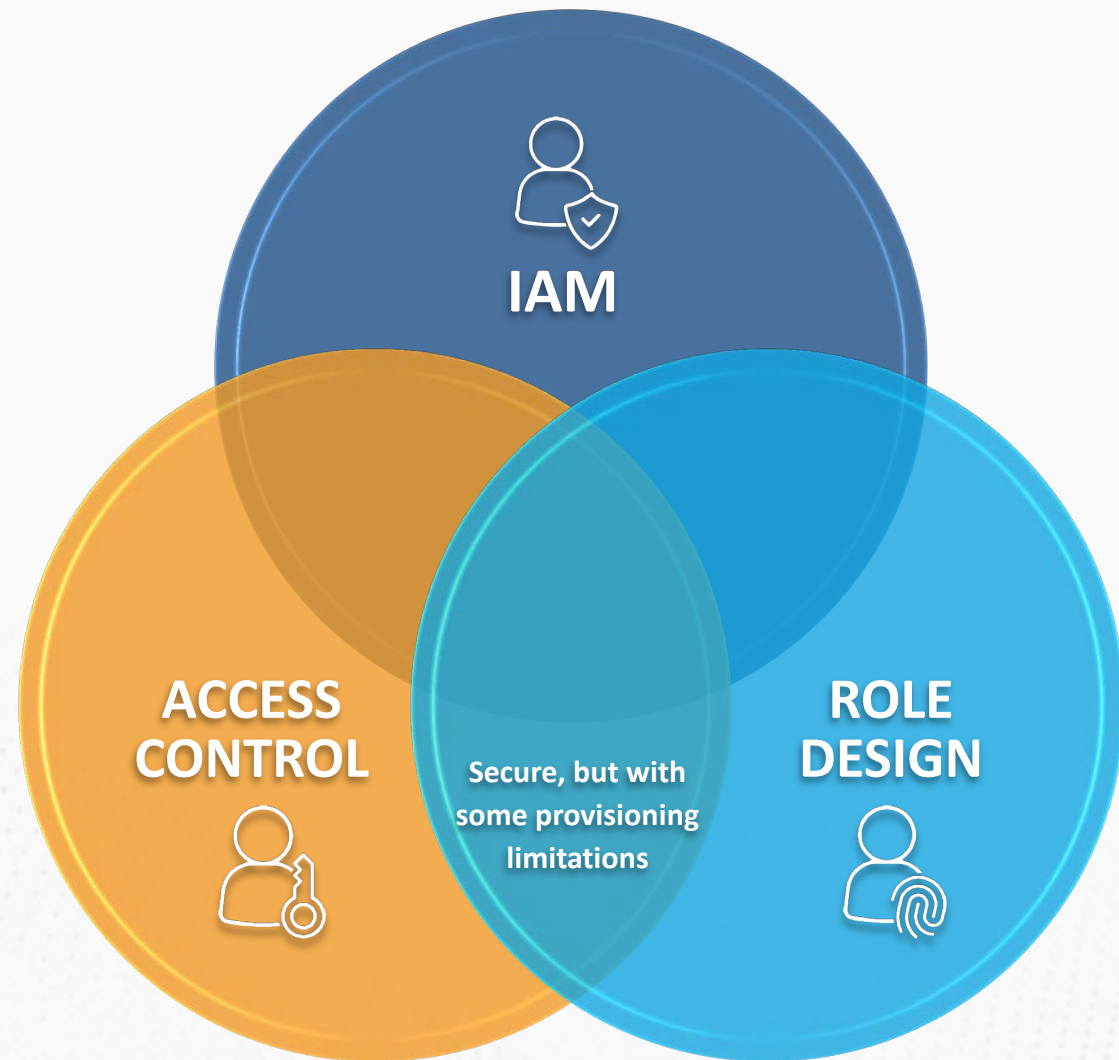 IAM
ACCESS
CONTROL
Secure, but with
some provisioning
limitations
ROLE
DESIGN